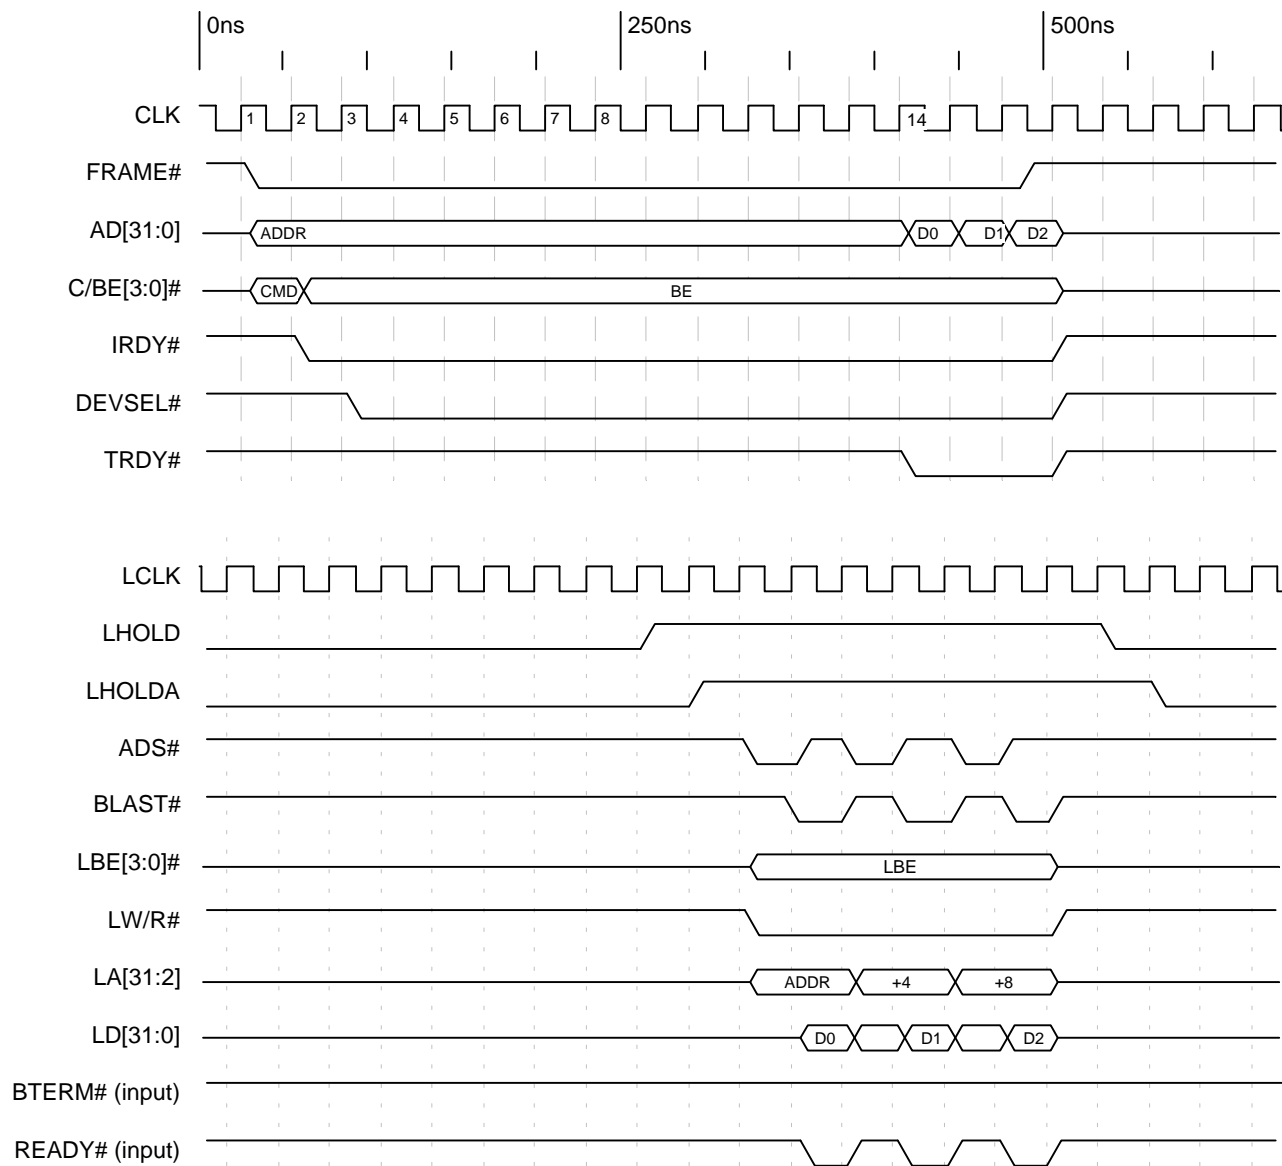 0ns 250ns 500ns
CLK 1 2 3 4 5 6 7 8 14
FRAME#
AD[31:0] ADDR D0 D1 D2
C/BE[3:0]# CMD BE
IRDY#
DEVSEL#
TRDY#
LCLK
LHOLD
LHOLDA
ADS#
BLAST#
LBE[3:0]# LBE
LW/R#
LA[31:2] ADDR +4 +8
LD[31:0] D0 D1 D2
BTERM# (input)
READY# (input)